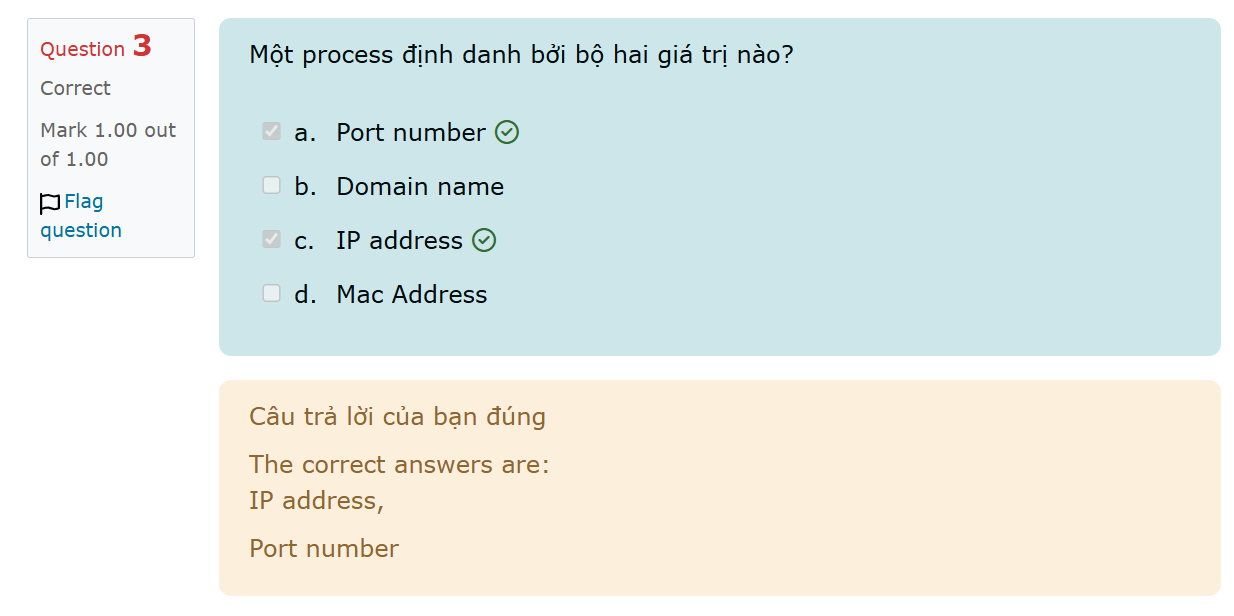 Question 3
Correct
Mark 1.00 out
of 1.00
Flag
question
Một process định danh bởi bộ hai giá trị nào?
a. Port number
b. Domain name
c. IP address
d. Mac Address
Câu trả lời của bạn đúng
The correct answers are:
IP address,
Port number